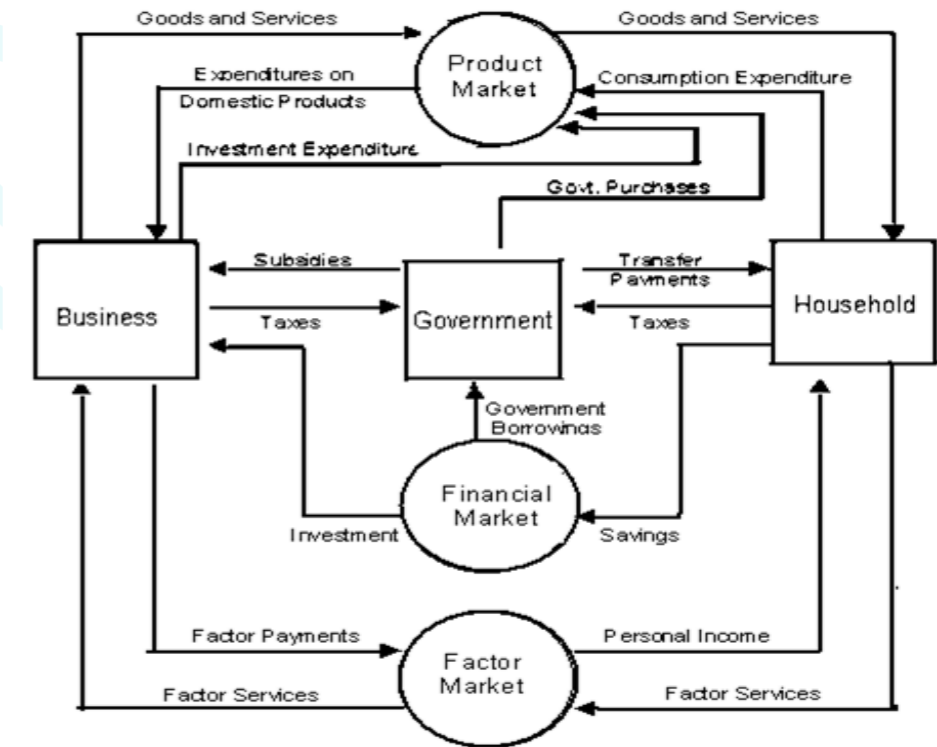 Goods and Services
Goods and Services
Product
Market
Expenditures on
Domestic Products
Consumption Expenditure
Investment Expenditure
Govt. Purchases
Subsidies
Transfer
Payments
Business
Government
Household
Taxes
Taxes
Government
Borrowings
Financial
Market
Investment
Savings
Factor Payments
Personal Income
Factor
Market
Factor Services
Factor Services